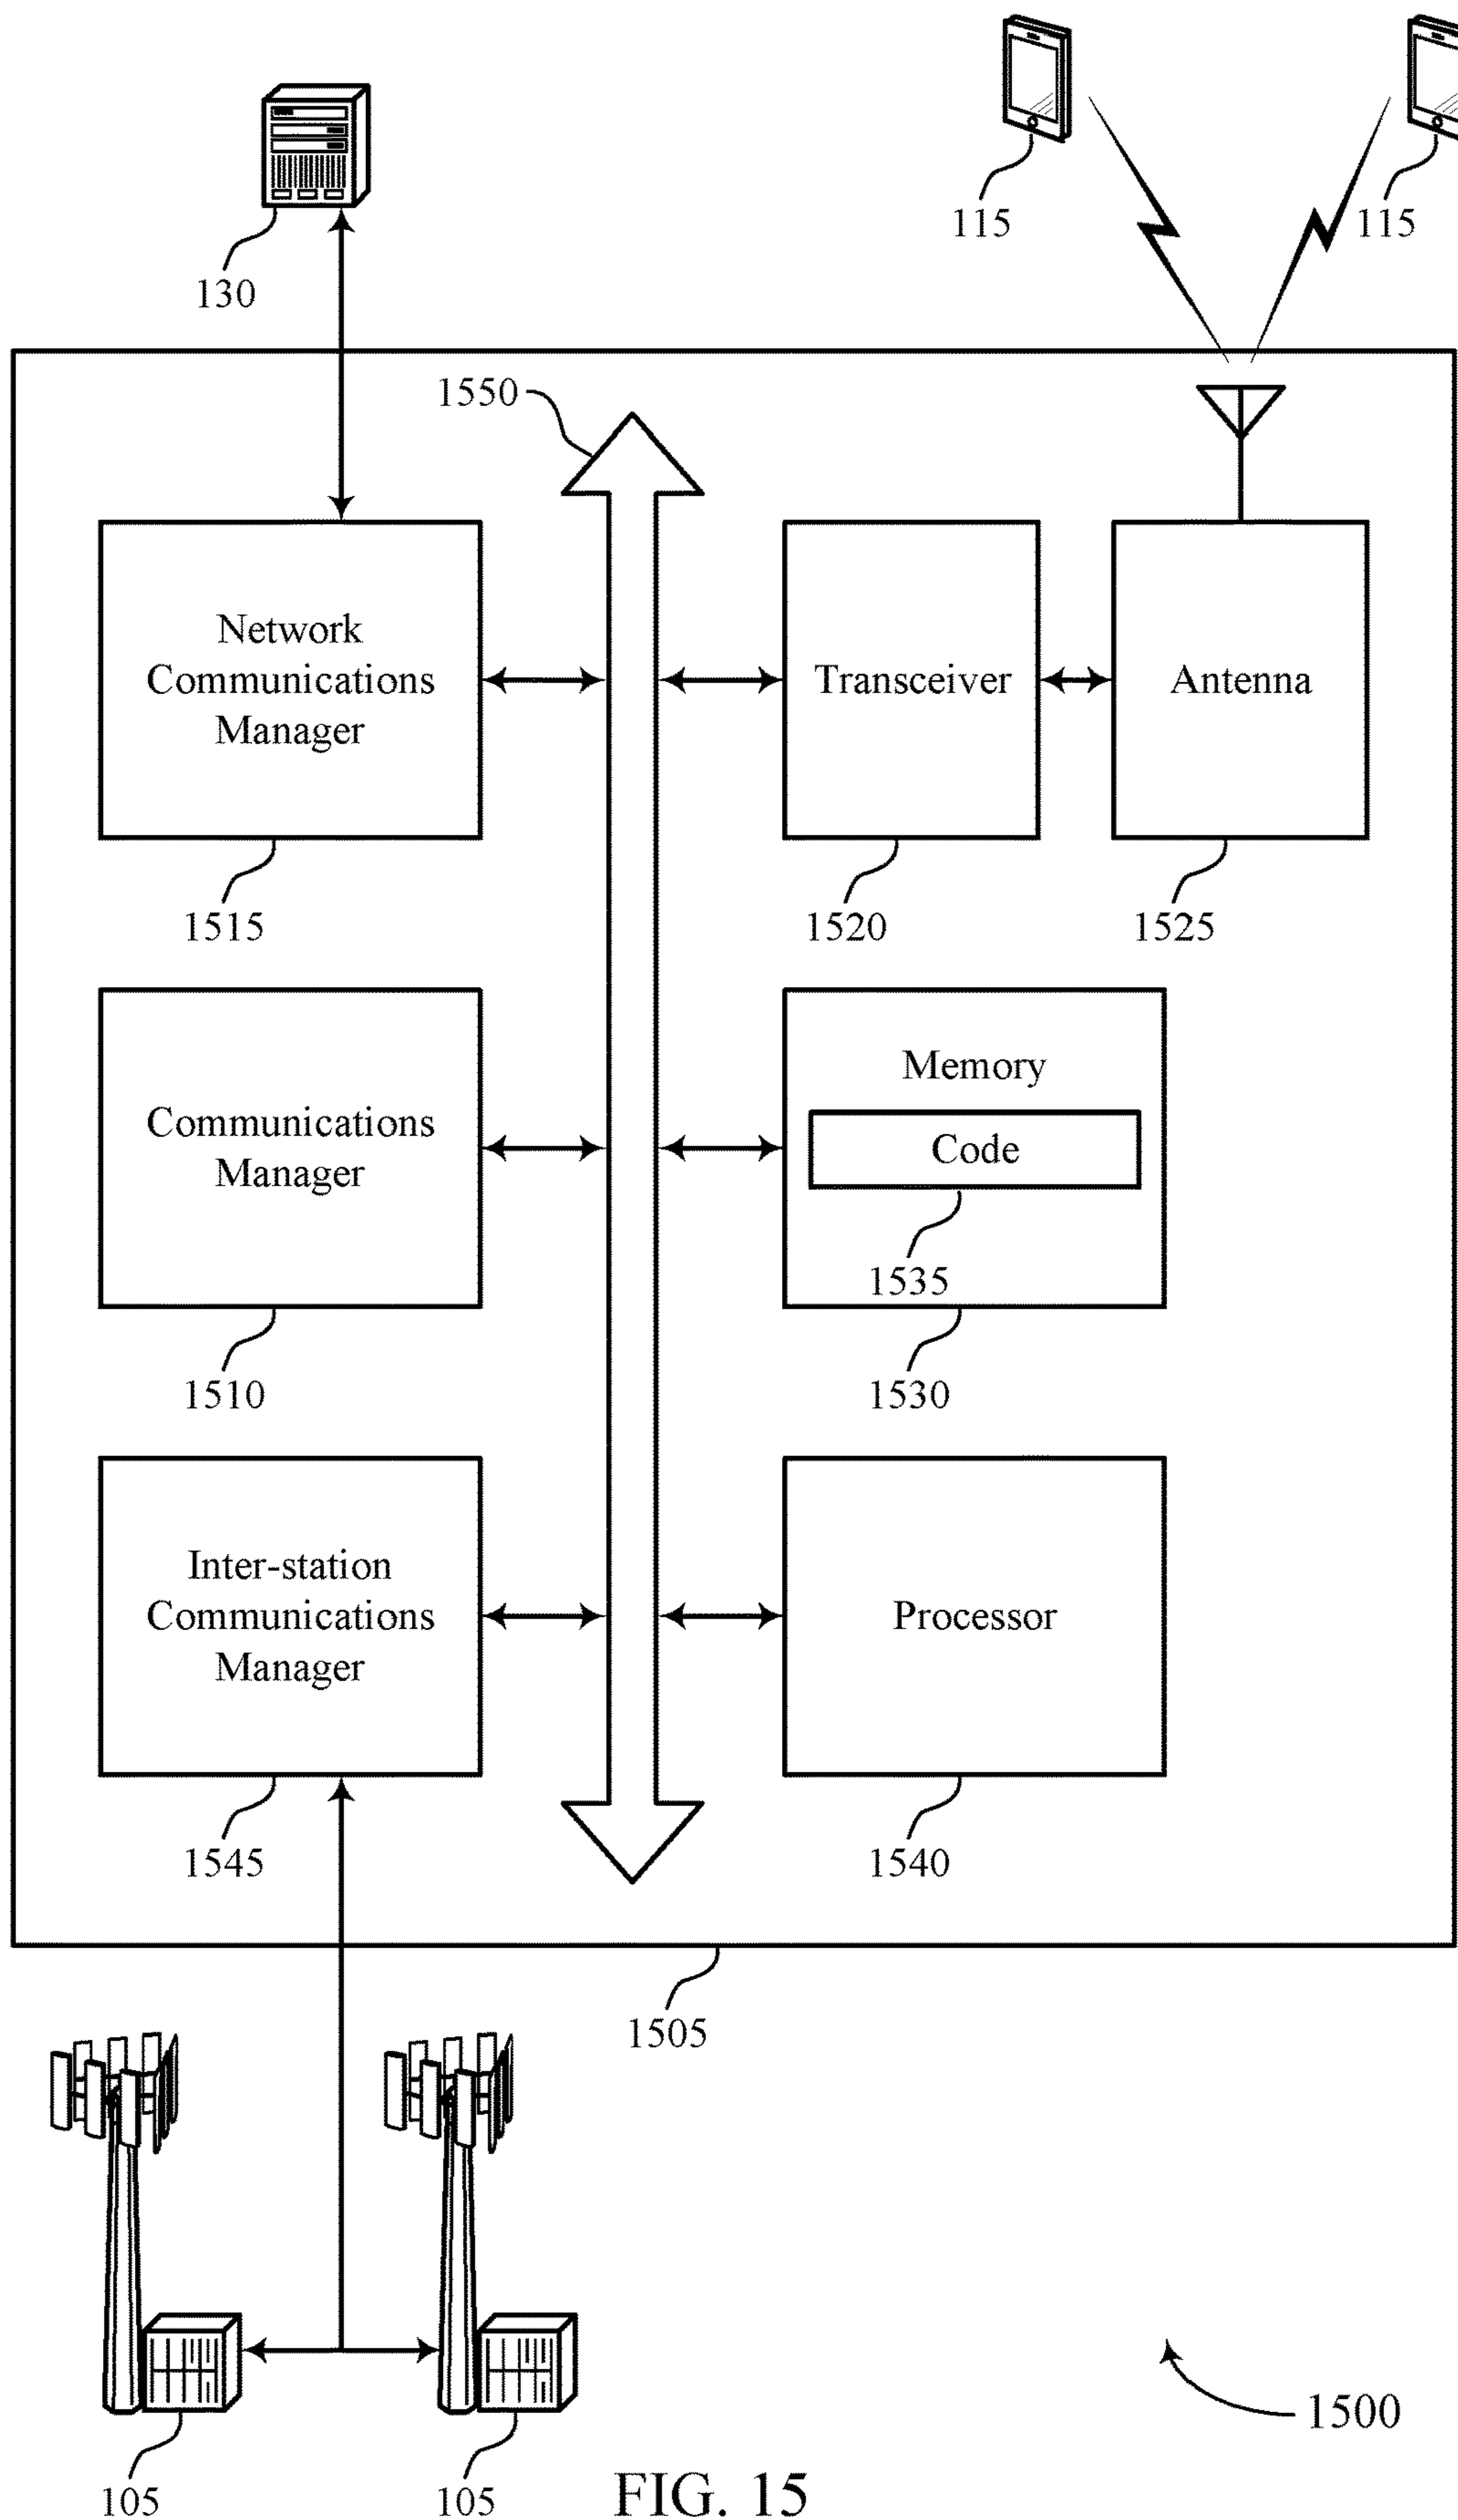 115
115
130
1550
Network
Communications
Manager
Transceiver
Antenna
1515
1520
1525
Communications
Manager
Memory
Code
1535
1510
1530
Inter-station
Communications
Manager
Processor
1545
1540
1505
1500
105
105
FIG. 15